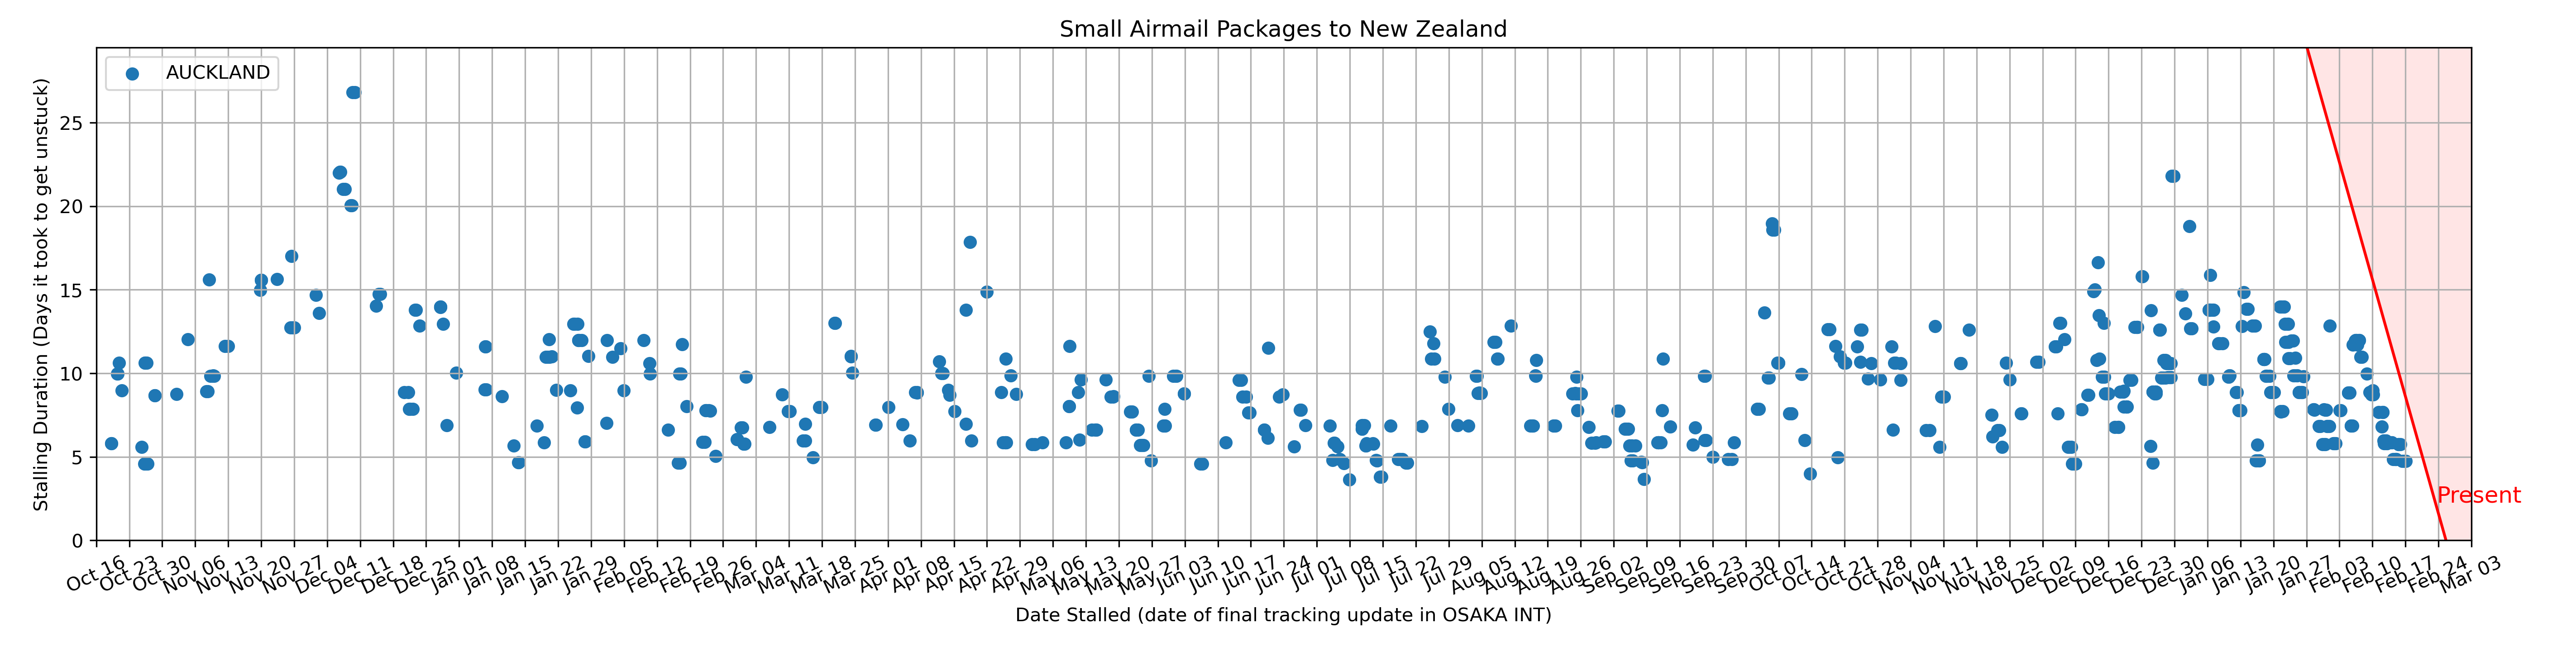 Small Airmail Packages to New Zealand
AUCKLAND
Stalling Duration (Days it took to get unstuck)
25
20
15
10
5
0
Present
Oct 16 Oct 23 Oct 30 Nov 06 Nov 13 Nov 20 Nov 27 Dec 04 Dec 11 Dec 18 Dec 25 Jan 01 Jan 08 Jan 15 Jan 22 Jan 29 Feb 05 Feb 12 Feb 19 Feb 26 Mar 04 Mar 11 Mar 18 Mar 25 Apr 01 Apr 08 Apr 15 Apr 22 Apr 29 May 06 May 13 May 20 May 27 Jun 03 Jun 10 Jun 17 Jun 24 Jul 01 Jul 08 Jul 15 Jul 22 Jul 29 Aug 05 Aug 12 Aug 19 Aug 26 Sep 02 Sep 09 Sep 16 Sep 23 Sep 30 Oct 07 Oct 14 Oct 21 Oct 28 Nov 04 Nov 11 Nov 18 Nov 25 Dec 02 Dec 09 Dec 16 Dec 23 Dec 30 Jan 06 Jan 13 Jan 20 Jan 27 Feb 03 Feb 10 Feb 17 Feb 24 Mar 03
Date Stalled (date of final tracking update in OSAKA INT)